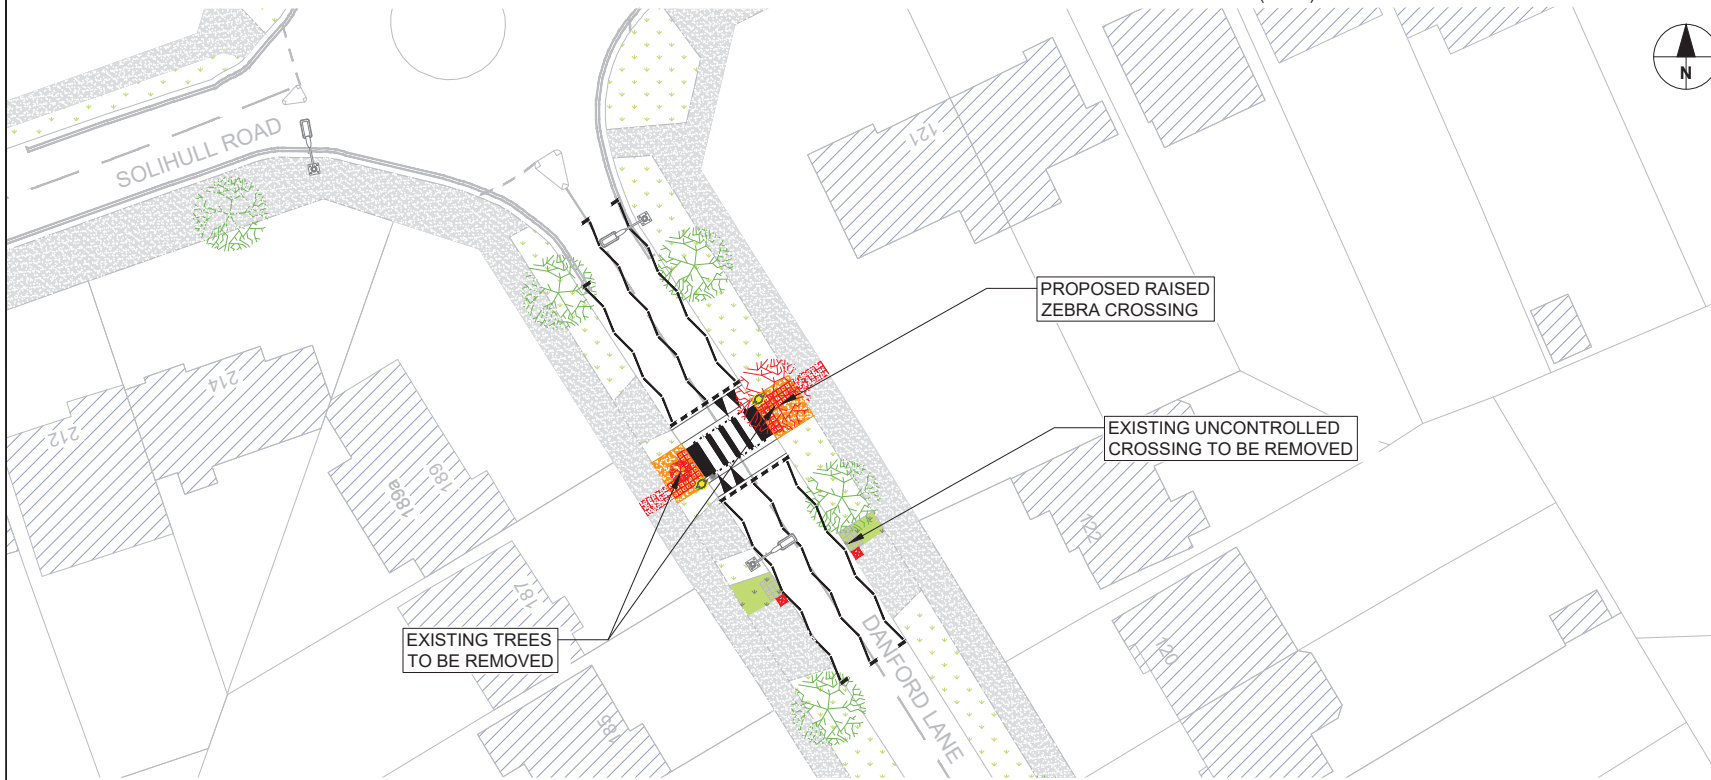 N
SOLIHULL ROAD
121
PROPOSED RAISED
ZEBRA CROSSING
214
212
EXISTING UNCONTROLLED
CROSSING TO BE REMOVED
189
189a
122
187
EXISTING TREES
TO BE REMOVED
DANFORD LANE
120
185